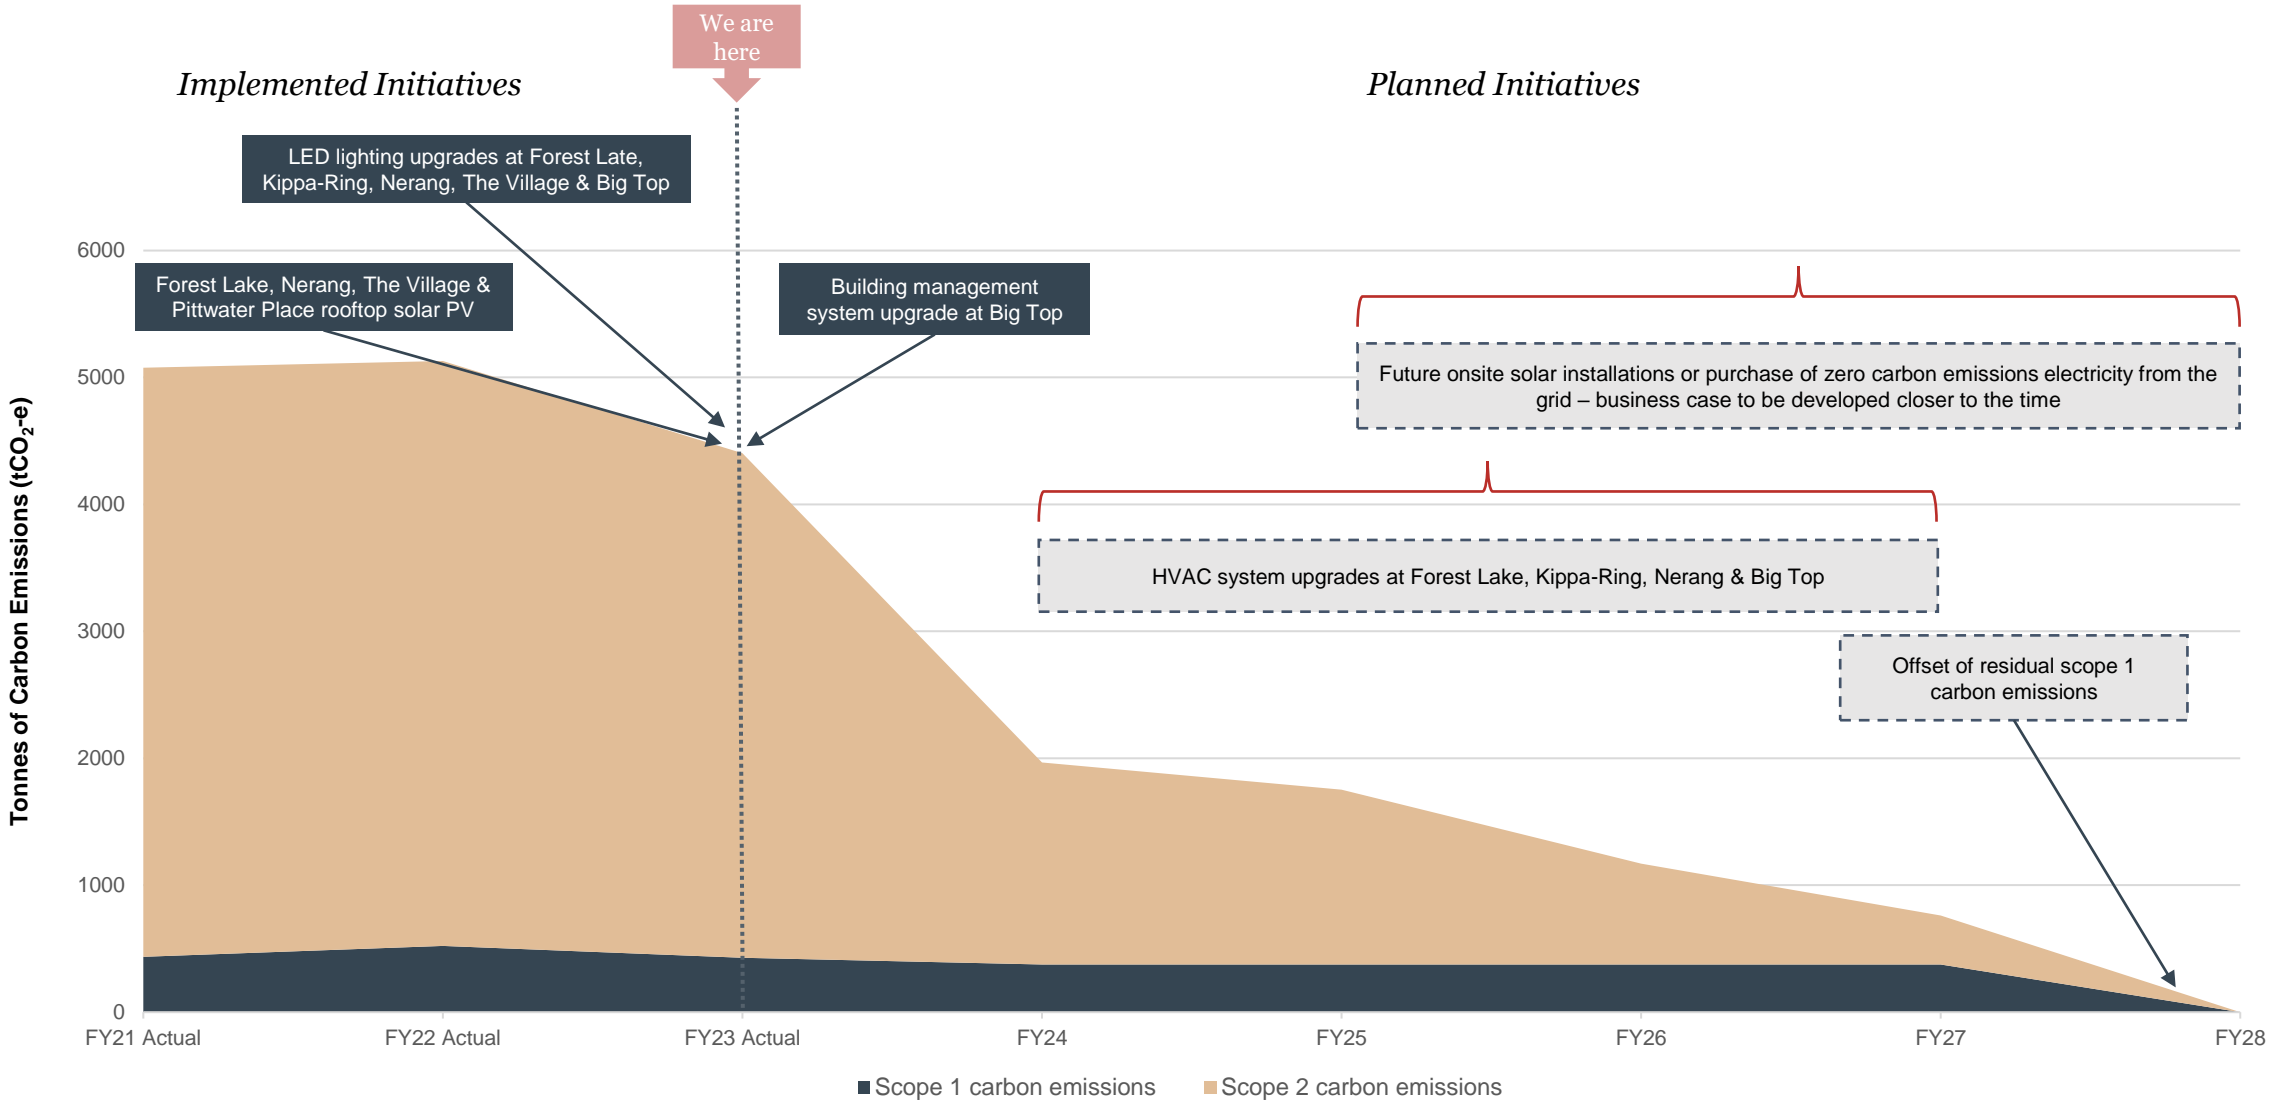 We are
here
Implemented Initiatives
Planned Initiatives
LED lighting upgrades at Forest Late,
Kippa-Ring, Nerang, The Village & Big Top
Forest Lake, Nerang, The Village &
Pittwater Place rooftop solar PV
Building management
system upgrade at Big Top
Future onsite solar installations or purchase of zero carbon emissions electricity from the
grid – business case to be developed closer to the time
HVAC system upgrades at Forest Lake, Kippa-Ring, Nerang & Big Top
Offset of residual scope 1
carbon emissions
Tonnes of Carbon Emissions (tCO₂-e)
6000
5000
4000
3000
2000
1000
0
FY21 Actual
FY22 Actual
FY23 Actual
FY24
FY25
FY26
FY27
FY28
Scope 1 carbon emissions
Scope 2 carbon emissions